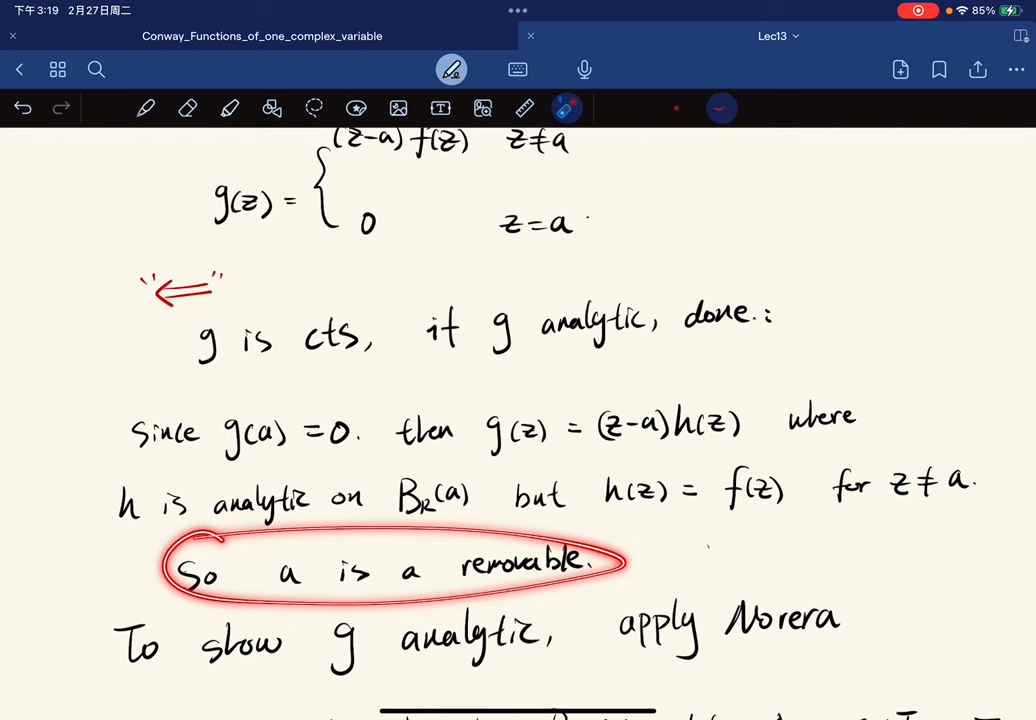 下午3:19 2月27日周二
85%
Conway_Functions_of_one_complex_variable
Lec13
(z-a) f(z) z≠a
g(z) = {
0 z=a
"⇐"
g is cts, if g analytic, done.:
since g(a) = 0. then g(z) = (z-a)h(z) where
h is analytic on B_R(a) but h(z) = f(z) for z≠a.
So a is a removable.
To show g analytic, apply Morera